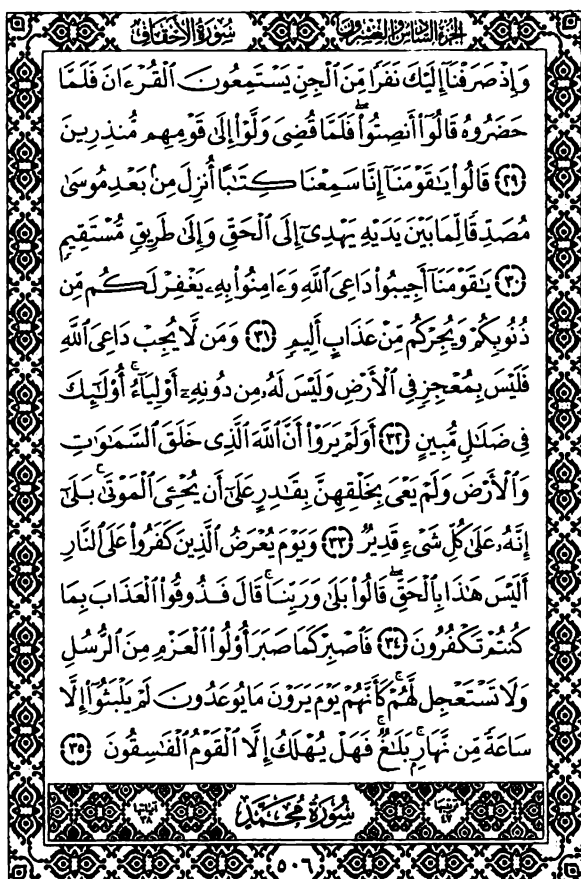 الجزء السادس والعشرون سورة الأحقاف
وَإِذْ صَرَفْنَآ إِلَيْكَ نَفَرًا مِّنَ ٱلْجِنِّ يَسْتَمِعُونَ ٱلْقُرْءَانَ فَلَمَّا
حَضَرُوهُ قَالُوٓا۟ أَنصِتُوا۟ ۖ فَلَمَّا قُضِىَ وَلَّوْا۟ إِلَىٰ قَوْمِهِم مُّنذِرِينَ
﴿٢٩﴾ قَالُوا۟ يَـٰقَوْمَنَآ إِنَّا سَمِعْنَا كِتَـٰبًا أُنزِلَ مِنۢ بَعْدِ مُوسَىٰ
مُصَدِّقًا لِّمَا بَيْنَ يَدَيْهِ يَهْدِىٓ إِلَى ٱلْحَقِّ وَإِلَىٰ طَرِيقٍ مُّسْتَقِيمٍ
﴿٣٠﴾ يَـٰقَوْمَنَآ أَجِيبُوا۟ دَاعِىَ ٱللَّهِ وَءَامِنُوا۟ بِهِۦ يَغْفِرْ لَكُم مِّن
ذُنُوبِكُمْ وَيُجِرْكُم مِّنْ عَذَابٍ أَلِيمٍ ﴿٣١﴾ وَمَن لَّا يُجِبْ دَاعِىَ ٱللَّهِ
فَلَيْسَ بِمُعْجِزٍ فِى ٱلْأَرْضِ وَلَيْسَ لَهُۥ مِن دُونِهِۦٓ أَوْلِيَآءُ ۚ أُو۟لَـٰٓئِكَ
فِى ضَلَـٰلٍ مُّبِينٍ ﴿٣٢﴾ أَوَلَمْ يَرَوْا۟ أَنَّ ٱللَّهَ ٱلَّذِى خَلَقَ ٱلسَّمَـٰوَٰتِ
وَٱلْأَرْضَ وَلَمْ يَعْىَ بِخَلْقِهِنَّ بِقَـٰدِرٍ عَلَىٰٓ أَن يُحْـِۧىَ ٱلْمَوْتَىٰ ۚ بَلَىٰٓ
إِنَّهُۥ عَلَىٰ كُلِّ شَىْءٍ قَدِيرٌ ﴿٣٣﴾ وَيَوْمَ يُعْرَضُ ٱلَّذِينَ كَفَرُوا۟ عَلَى ٱلنَّارِ
أَلَيْسَ هَـٰذَا بِٱلْحَقِّ ۖ قَالُوا۟ بَلَىٰ وَرَبِّنَا ۚ قَالَ فَذُوقُوا۟ ٱلْعَذَابَ بِمَا
كُنتُمْ تَكْفُرُونَ ﴿٣٤﴾ فَٱصْبِرْ كَمَا صَبَرَ أُو۟لُوا۟ ٱلْعَزْمِ مِنَ ٱلرُّسُلِ
وَلَا تَسْتَعْجِل لَّهُمْ ۚ كَأَنَّهُمْ يَوْمَ يَرَوْنَ مَا يُوعَدُونَ لَمْ يَلْبَثُوٓا۟ إِلَّا
سَاعَةً مِّن نَّهَارٍۭ ۚ بَلَـٰغٌ ۚ فَهَلْ يُهْلَكُ إِلَّا ٱلْقَوْمُ ٱلْفَـٰسِقُونَ ﴿٣٥﴾
سورة محمد
٥٠٦